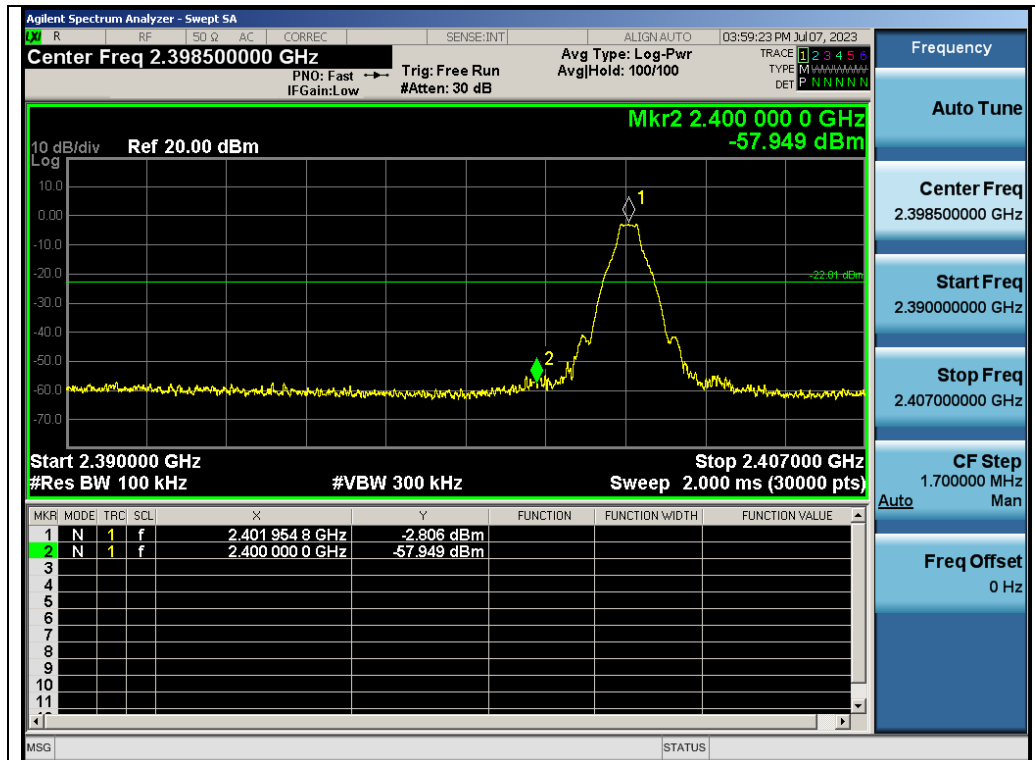 Agilent Spectrum Analyzer - Swept SA
LXI R RF 50 Ω AC CORREC SENSE:INT ALIGN AUTO 03:59:23 PM Jul 07, 2023
Center Freq 2.398500000 GHz
PNO: Fast
IFGain:Low
Trig: Free Run
#Atten: 30 dB
Avg Type: Log-Pwr
Avg|Hold: 100/100
TRACE 1 2 3 4 5 6
TYPE M WWWWW
DET P N N N N N
Mkr2 2.400 000 0 GHz
-57.949 dBm
10 dB/div Ref 20.00 dBm
Log
10.0
0.00
-10.0
-20.0
-30.0
-40.0
-50.0
-60.0
-70.0
1
-22.81 dBm
2
Start 2.390000 GHz Stop 2.407000 GHz
#Res BW 100 kHz #VBW 300 kHz Sweep 2.000 ms (30000 pts)
MKR MODE TRC SCL X Y FUNCTION FUNCTION WIDTH FUNCTION VALUE
1 N 1 f 2.401 954 8 GHz -2.806 dBm
2 N 1 f 2.400 000 0 GHz -57.949 dBm
3
4
5
6
7
8
9
10
11
MSG STATUS
Frequency
Auto Tune
Center Freq
2.398500000 GHz
Start Freq
2.390000000 GHz
Stop Freq
2.407000000 GHz
CF Step
1.700000 MHz
Auto Man
Freq Offset
0 Hz